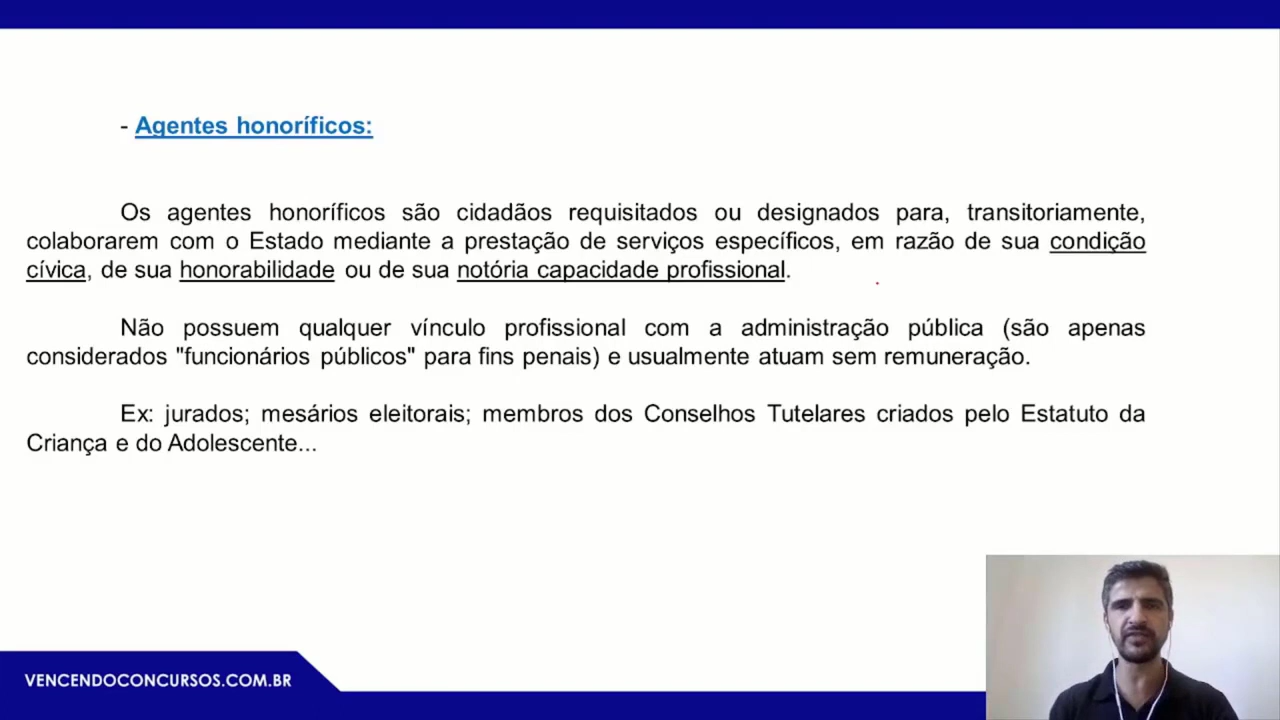 - Agentes honoríficos:
Os agentes honoríficos são cidadãos requisitados ou designados para, transitoriamente,
colaborarem com o Estado mediante a prestação de serviços específicos, em razão de sua condição
cívica, de sua honorabilidade ou de sua notória capacidade profissional.
Não possuem qualquer vínculo profissional com a administração pública (são apenas
considerados "funcionários públicos" para fins penais) e usualmente atuam sem remuneração.
Ex: jurados; mesários eleitorais; membros dos Conselhos Tutelares criados pelo Estatuto da
Criança e do Adolescente...
VENCENDOCONCURSOS.COM.BR